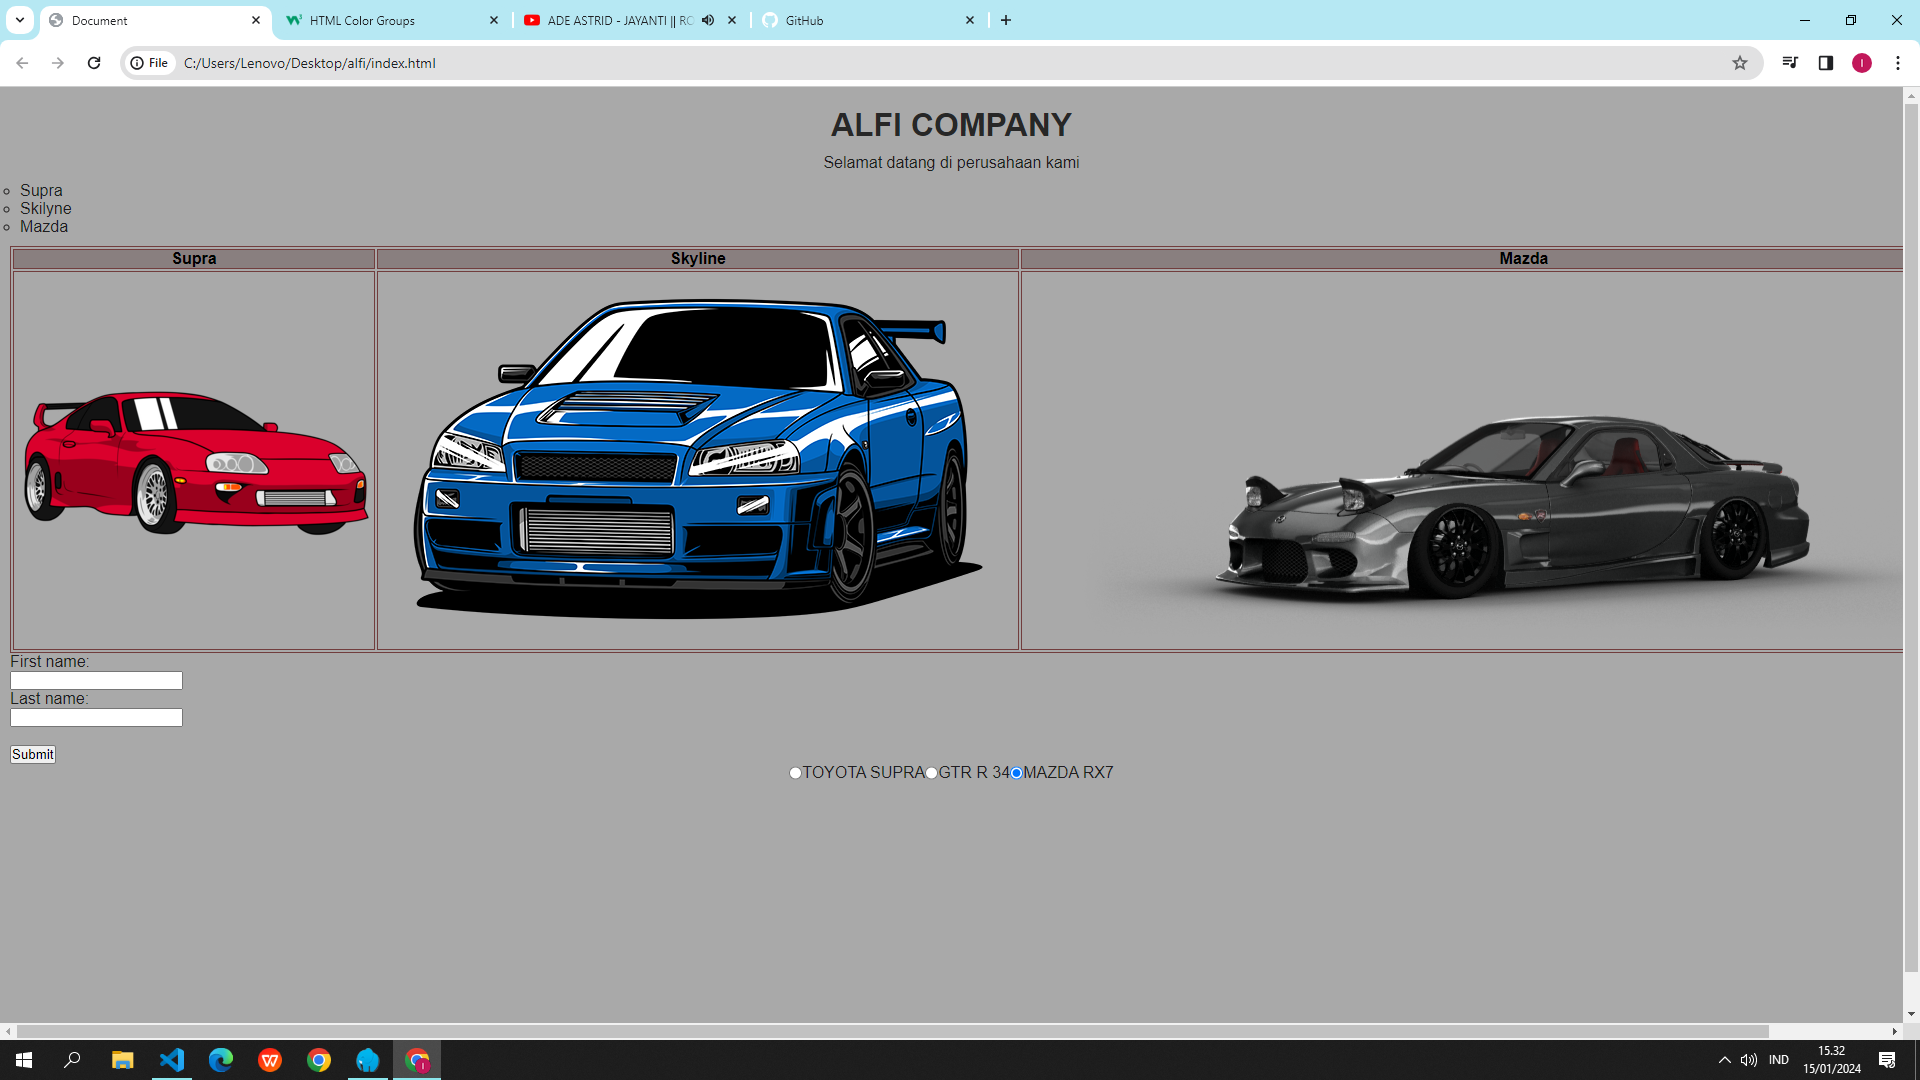 Document
HTML Color Groups
ADE ASTRID - JAYANTI || RO
GitHub
File
C:/Users/Lenovo/Desktop/alfi/index.html
I
ALFI COMPANY
Selamat datang di perusahaan kami
Supra
Skilyne
Mazda
Supra Skyline Mazda
First name:
Last name:
Submit
TOYOTA SUPRA GTR R 34 MAZDA RX7
IND
15.32
15/01/2024